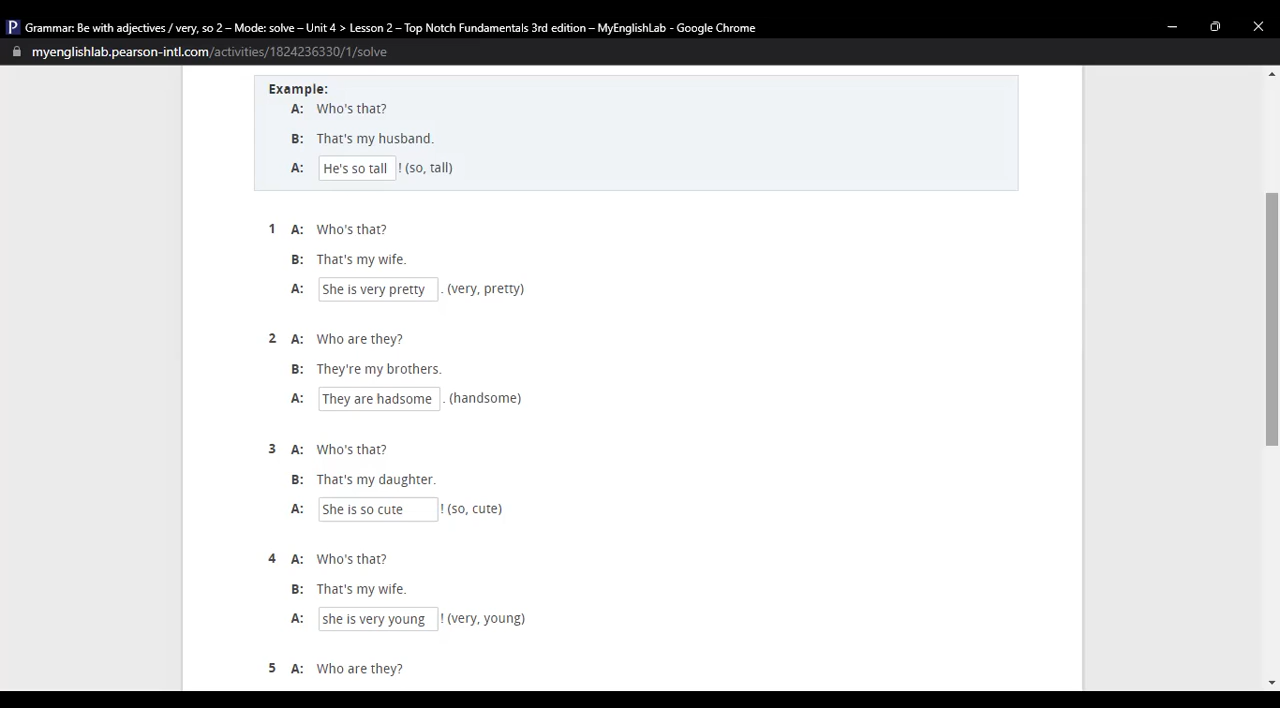 Grammar: Be with adjectives / very, so 2 – Mode: solve – Unit 4 > Lesson 2 – Top Notch Fundamentals 3rd edition – MyEnglishLab - Google Chrome
myenglishlab.pearson-intl.com/activities/1824236330/1/solve
Example:
A: Who's that?
B: That's my husband.
A: He's so tall ! (so, tall)
1 A: Who's that?
B: That's my wife.
A: She is very pretty . (very, pretty)
2 A: Who are they?
B: They're my brothers.
A: They are hadsome . (handsome)
3 A: Who's that?
B: That's my daughter.
A: She is so cute ! (so, cute)
4 A: Who's that?
B: That's my wife.
A: she is very young ! (very, young)
5 A: Who are they?